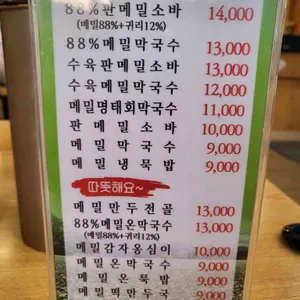 88%판메밀소바 14,000
(메밀88%+귀리12%)
88%메밀막국수 13,000
수육판메밀소바 13,000
수육메밀막국수 12,000
메밀명태회막국수 11,000
판 메 밀 소 바 10,000
메 밀 막 국 수 9,000
메 밀 냉 묵 밥 9,000
따뜻해요~
메밀만두전골 13,000
88%메밀온막국수 13,000
(메밀88%+귀리12%)
메밀감자옹심이 10,000
메밀온막국수 9,000
메 밀 온 묵 밥 9,000
메밀떡만두국 9,000